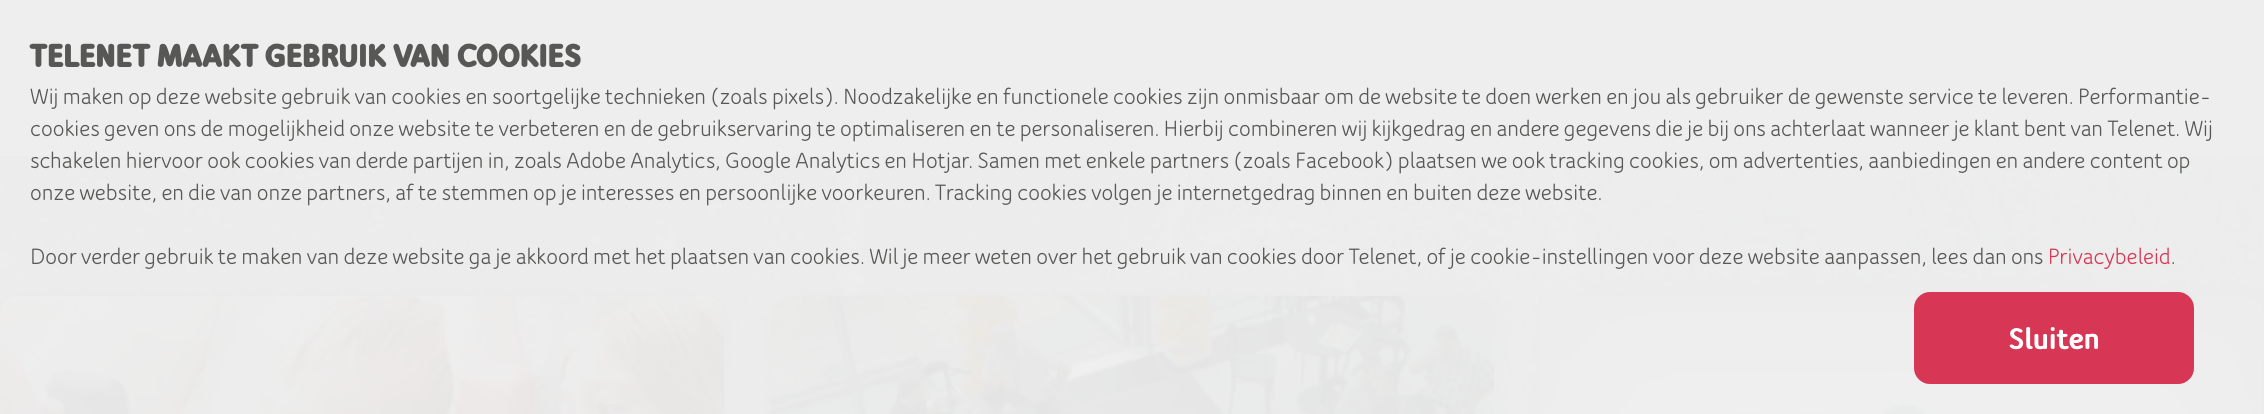 TELENET MAAKT GEBRUIK VAN COOKIES
Wij maken op deze website gebruik van cookies en soortgelijke technieken (zoals pixels). Noodzakelijke en functionele cookies zijn onmisbaar om de website te doen werken en jou als gebruiker de gewenste service te leveren. Performantie-
cookies geven ons de mogelijkheid onze website te verbeteren en de gebruikservaring te optimaliseren en te personaliseren. Hierbij combineren wij kijkgedrag en andere gegevens die je bij ons achterlaat wanneer je klant bent van Telenet. Wij
schakelen hiervoor ook cookies van derde partijen in, zoals Adobe Analytics, Google Analytics en Hotjar. Samen met enkele partners (zoals Facebook) plaatsen we ook tracking cookies, om advertenties, aanbiedingen en andere content op
onze website, en die van onze partners, af te stemmen op je interesses en persoonlijke voorkeuren. Tracking cookies volgen je internetgedrag binnen en buiten deze website.
Door verder gebruik te maken van deze website ga je akkoord met het plaatsen van cookies. Wil je meer weten over het gebruik van cookies door Telenet, of je cookie-instellingen voor deze website aanpassen, lees dan ons Privacybeleid.
Sluiten